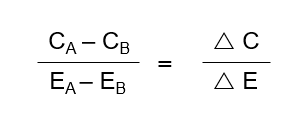 C_A – C_B = △ C
E_A – E_B   △ E